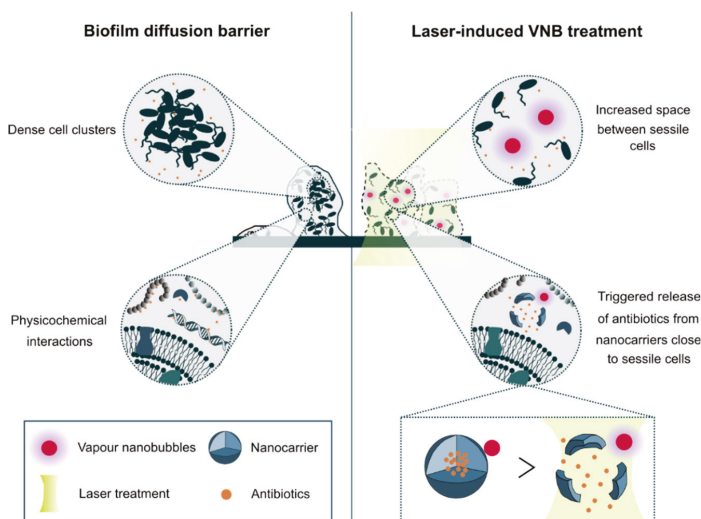 Biofilm diffusion barrier
Laser-induced VNB treatment
Dense cell clusters
Increased space
between sessile
cells
Physicochemical
interactions
Triggered release
of antibiotics from
nanocarriers close
to sessile cells
Vapour nanobubbles
Nanocarrier
Laser treatment
Antibiotics
>